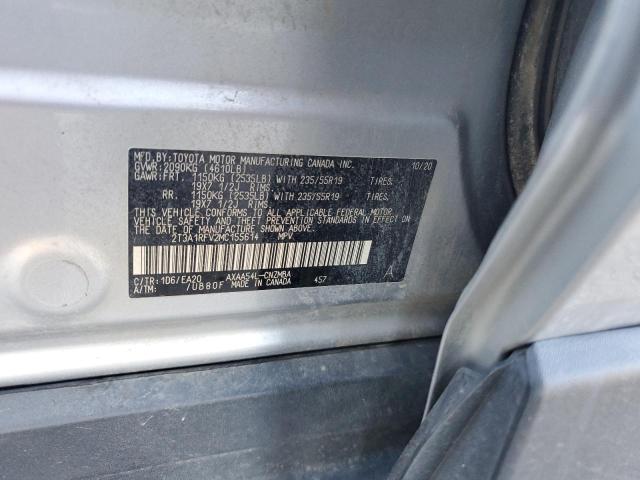 MFD.BY:TOYOTA MOTOR MANUFACTURING CANADA INC. 10/20
GVWR:2090KG (4610LB)
GAWR:FRT. 1150KG (2535LB) WITH 235/55R19 TIRES.
19X7 1/2J RIMS.
RR. 1150KG (2535LB) WITH 235/55R19 TIRES.
19X7 1/2J RIMS.
THIS VEHICLE CONFORMS TO ALL APPLICABLE FEDERAL MOTOR
VEHICLE SAFETY AND THEFT PREVENTION STANDARDS IN
EFFECT ON THE DATE OF MANUFACTURE SHOWN ABOVE.
2T3A1RFV2MC155614 MPV
C/TR:1D6/EA20 AXAA54L-CNZMBA A
A/TM: /UB80F MADE IN CANADA 457